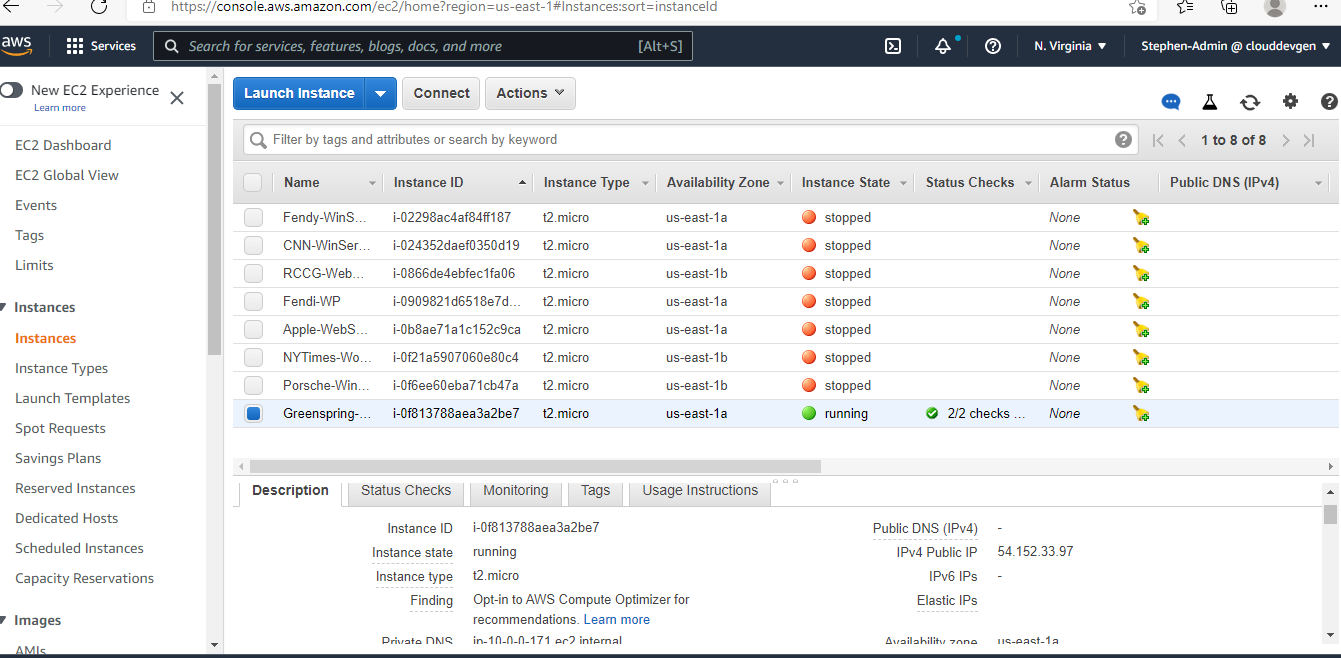 https://console.aws.amazon.com/ec2/home?region=us-east-1#Instances:sort=instanceId
aws Services Search for services, features, blogs, docs, and more [Alt+S] N. Virginia Stephen-Admin @ clouddevgen
New EC2 Experience
Learn more
EC2 Dashboard
EC2 Global View
Events
Tags
Limits
Instances
Instances
Instance Types
Launch Templates
Spot Requests
Savings Plans
Reserved Instances
Dedicated Hosts
Scheduled Instances
Capacity Reservations
Images
AMIs
Launch Instance Connect Actions
Filter by tags and attributes or search by keyword 1 to 8 of 8
Name Instance ID Instance Type Availability Zone Instance State Status Checks Alarm Status Public DNS (IPv4)
Fendy-WinS... i-02298ac4af84ff187 t2.micro us-east-1a stopped None
CNN-WinSer... i-024352daef0350d19 t2.micro us-east-1a stopped None
RCCG-Web... i-0866de4ebfec1fa06 t2.micro us-east-1b stopped None
Fendi-WP i-0909821d6518e7d... t2.micro us-east-1a stopped None
Apple-WebS... i-0b8ae71a1c152c9ca t2.micro us-east-1a stopped None
NYTimes-Wo... i-0f21a5907060e80c4 t2.micro us-east-1b stopped None
Porsche-Win... i-0f6ee60eba71cb47a t2.micro us-east-1b stopped None
Greenspring-... i-0f813788aea3a2be7 t2.micro us-east-1a running 2/2 checks ... None
Description Status Checks Monitoring Tags Usage Instructions
Instance ID i-0f813788aea3a2be7 Public DNS (IPv4) -
Instance state running IPv4 Public IP 54.152.33.97
Instance type t2.micro IPv6 IPs -
Finding Opt-in to AWS Compute Optimizer for Elastic IPs
recommendations. Learn more
Private DNS ip-10-0-0-171.ec2.internal Availability zone us-east-1a